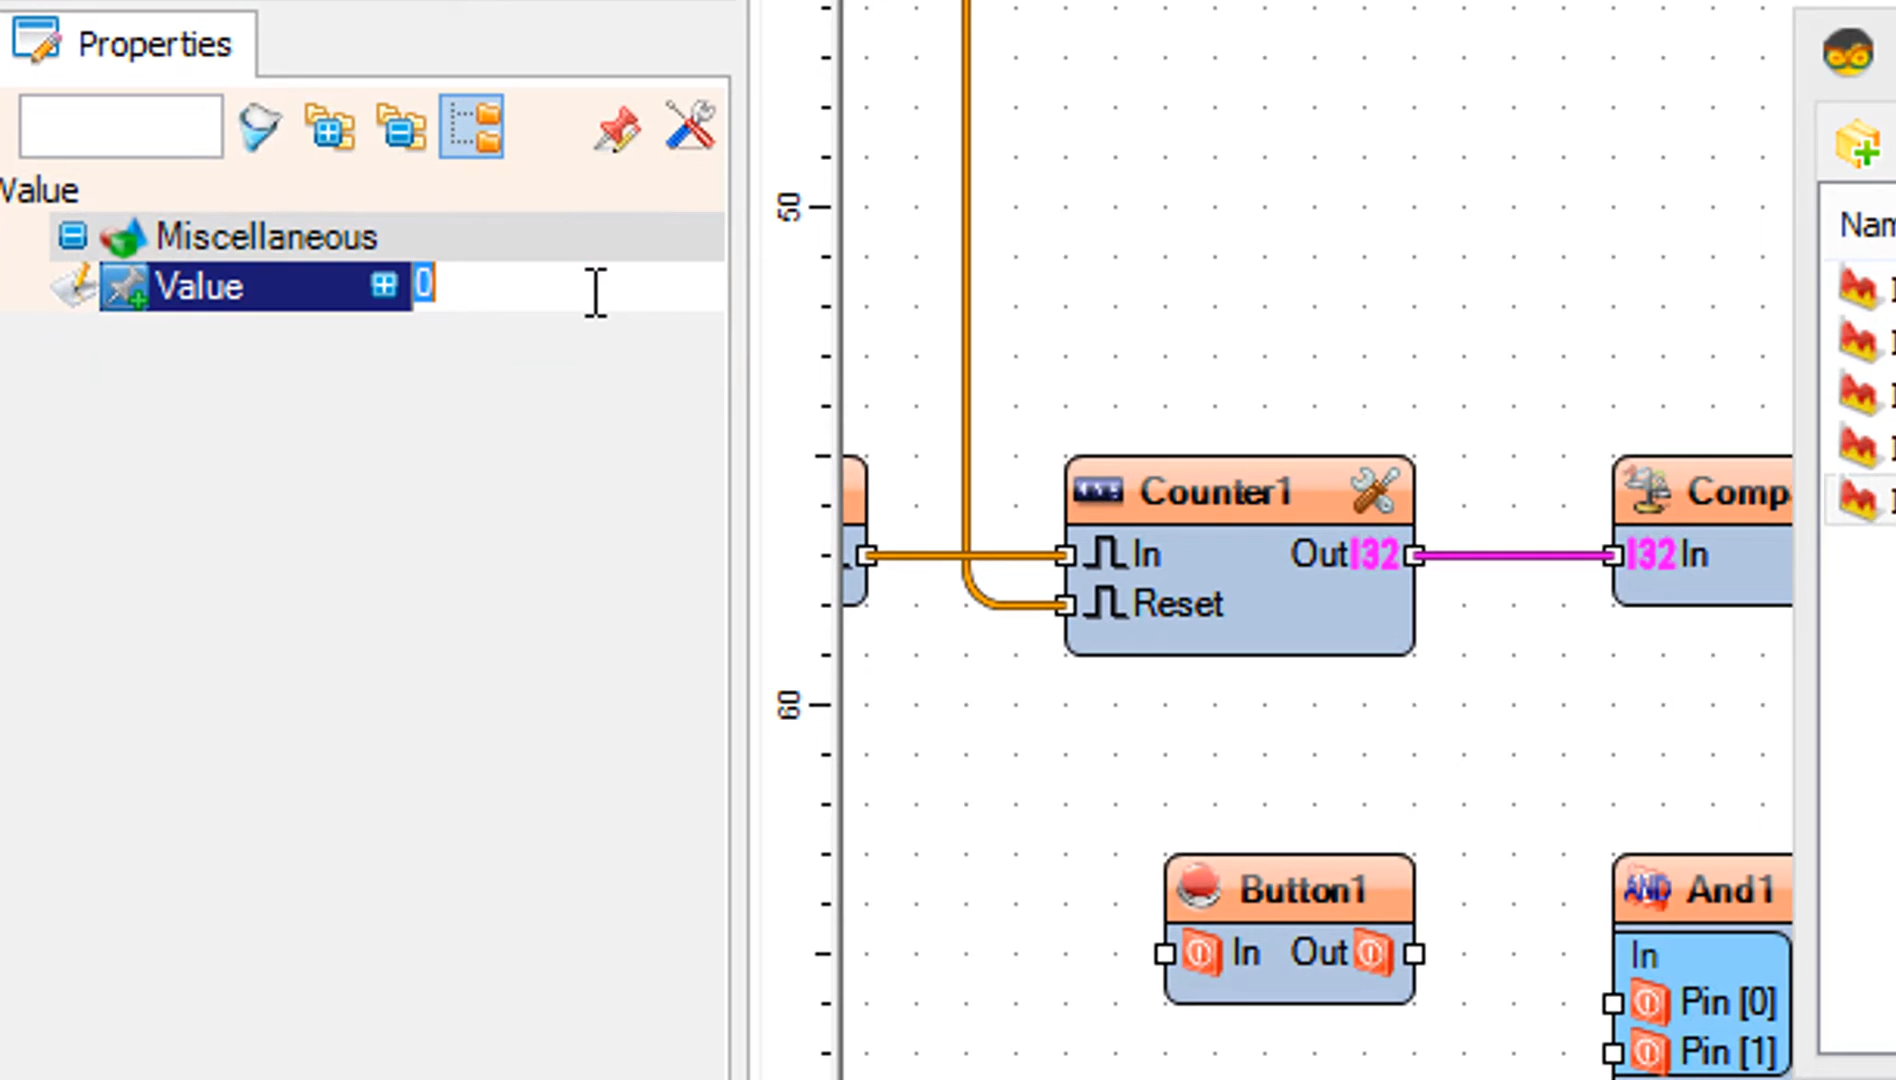 Properties
Value
Miscellaneous
Value 0
50
Counter1
In
Out I32
Reset
Comp
I32 In
60
Button1
In Out
And1
In
Pin [0]
Pin [1]
Nam